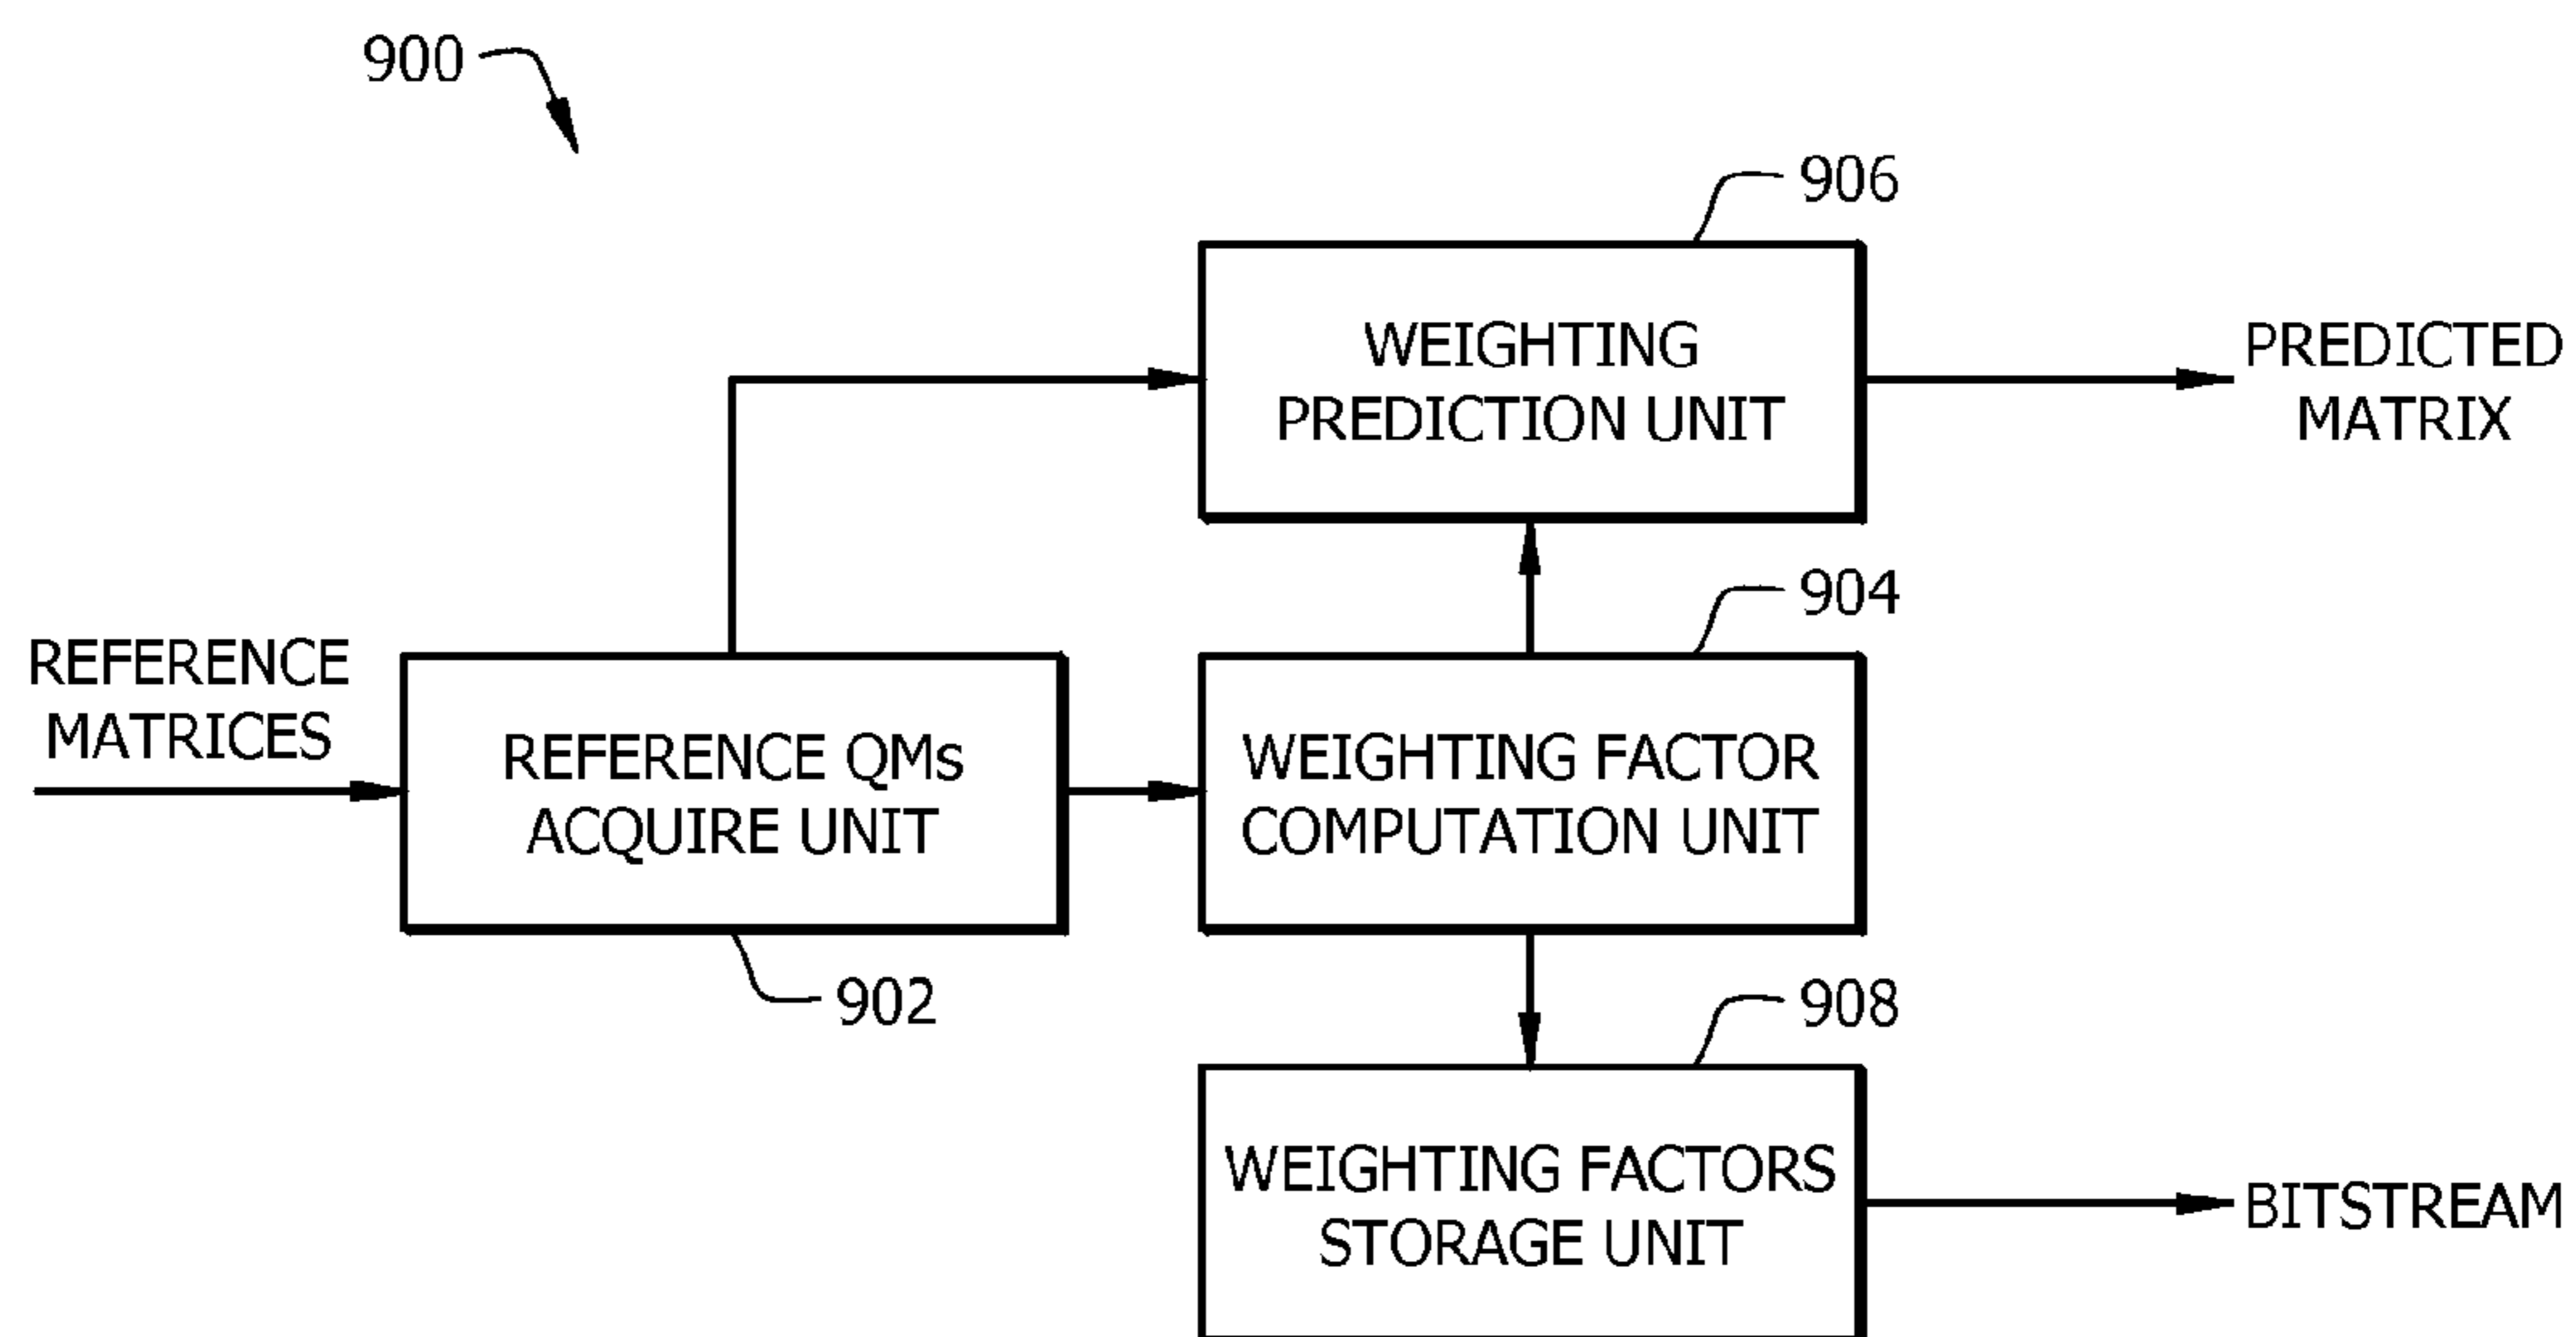 900
906
WEIGHTING
PREDICTION UNIT
PREDICTED
MATRIX
904
REFERENCE
MATRICES
REFERENCE QMs
ACQUIRE UNIT
WEIGHTING FACTOR
COMPUTATION UNIT
902
908
WEIGHTING FACTORS
STORAGE UNIT
BITSTREAM